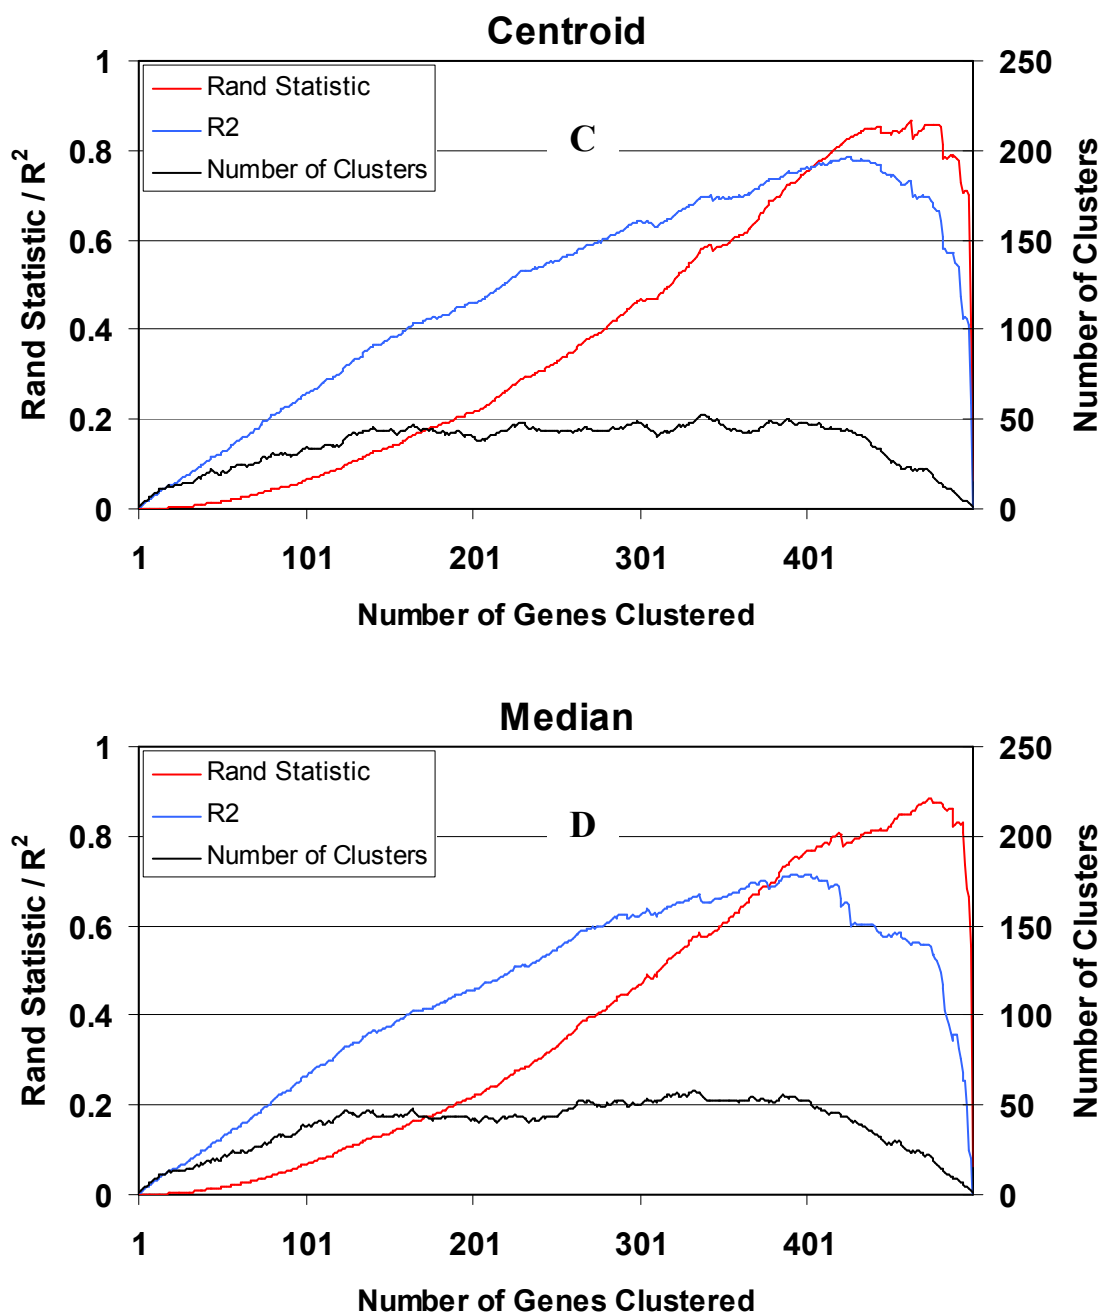 Centroid
1
0.8
0.6
0.4
0.2
0
250
200
150
100
50
0
Rand Statistic
R2
Number of Clusters
C
Rand Statistic / R²
Number of Clusters
1 101 201 301 401
Number of Genes Clustered
Median
1
0.8
0.6
0.4
0.2
0
250
200
150
100
50
0
Rand Statistic
R2
Number of Clusters
D
Rand Statistic / R²
Number of Clusters
1 101 201 301 401
Number of Genes Clustered